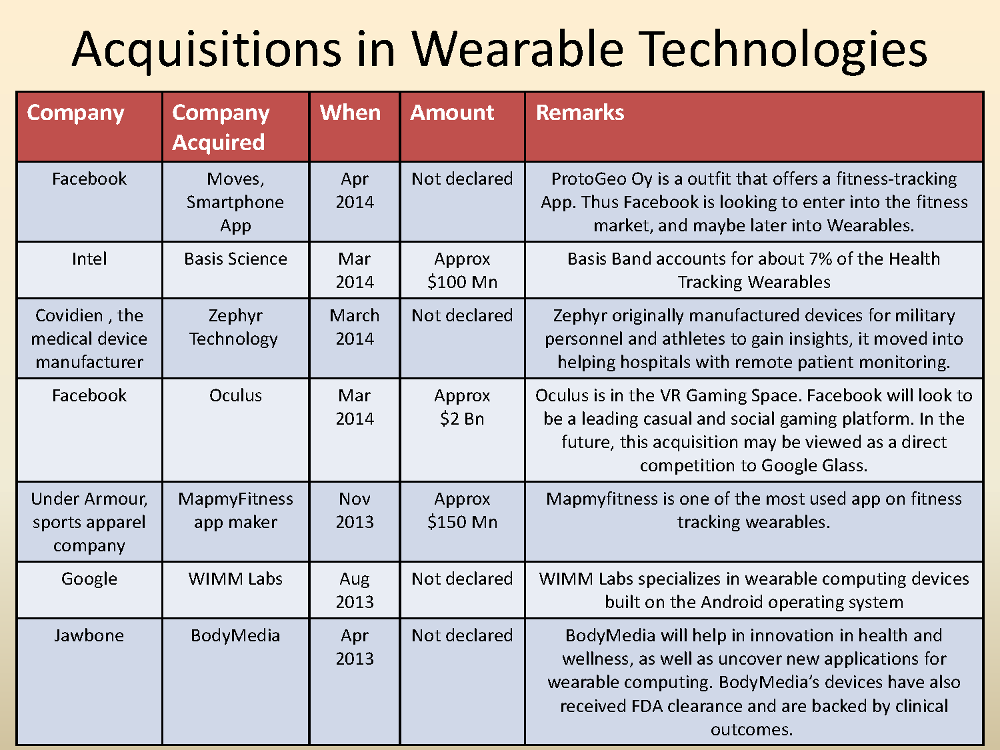 Acquisitions in Wearable Technologies
Company
Company
Acquired
When
Amount
Remarks
Facebook
Moves,
Smartphone
App
Apr
2014
Not declared
ProtoGeo Oy is a outfit that offers a fitness-tracking
App. Thus Facebook is looking to enter into the fitness
market, and maybe later into Wearables.
Intel
Basis Science
Mar
2014
Approx
$100 Mn
Basis Band accounts for about 7% of the Health
Tracking Wearables
Covidien , the
medical device
manufacturer
Zephyr
Technology
March
2014
Not declared
Zephyr originally manufactured devices for military
personnel and athletes to gain insights, it moved into
helping hospitals with remote patient monitoring.
Facebook
Oculus
Mar
2014
Approx
$2 Bn
Oculus is in the VR Gaming Space. Facebook will look to
be a leading casual and social gaming platform. In the
future, this acquisition may be viewed as a direct
competition to Google Glass.
Under Armour,
sports apparel
company
MapmyFitness
app maker
Nov
2013
Approx
$150 Mn
Mapmyfitness is one of the most used app on fitness
tracking wearables.
Google
WIMM Labs
Aug
2013
Not declared
WIMM Labs specializes in wearable computing devices
built on the Android operating system
Jawbone
BodyMedia
Apr
2013
Not declared
BodyMedia will help in innovation in health and
wellness, as well as uncover new applications for
wearable computing. BodyMedia’s devices have also
received FDA clearance and are backed by clinical
outcomes.